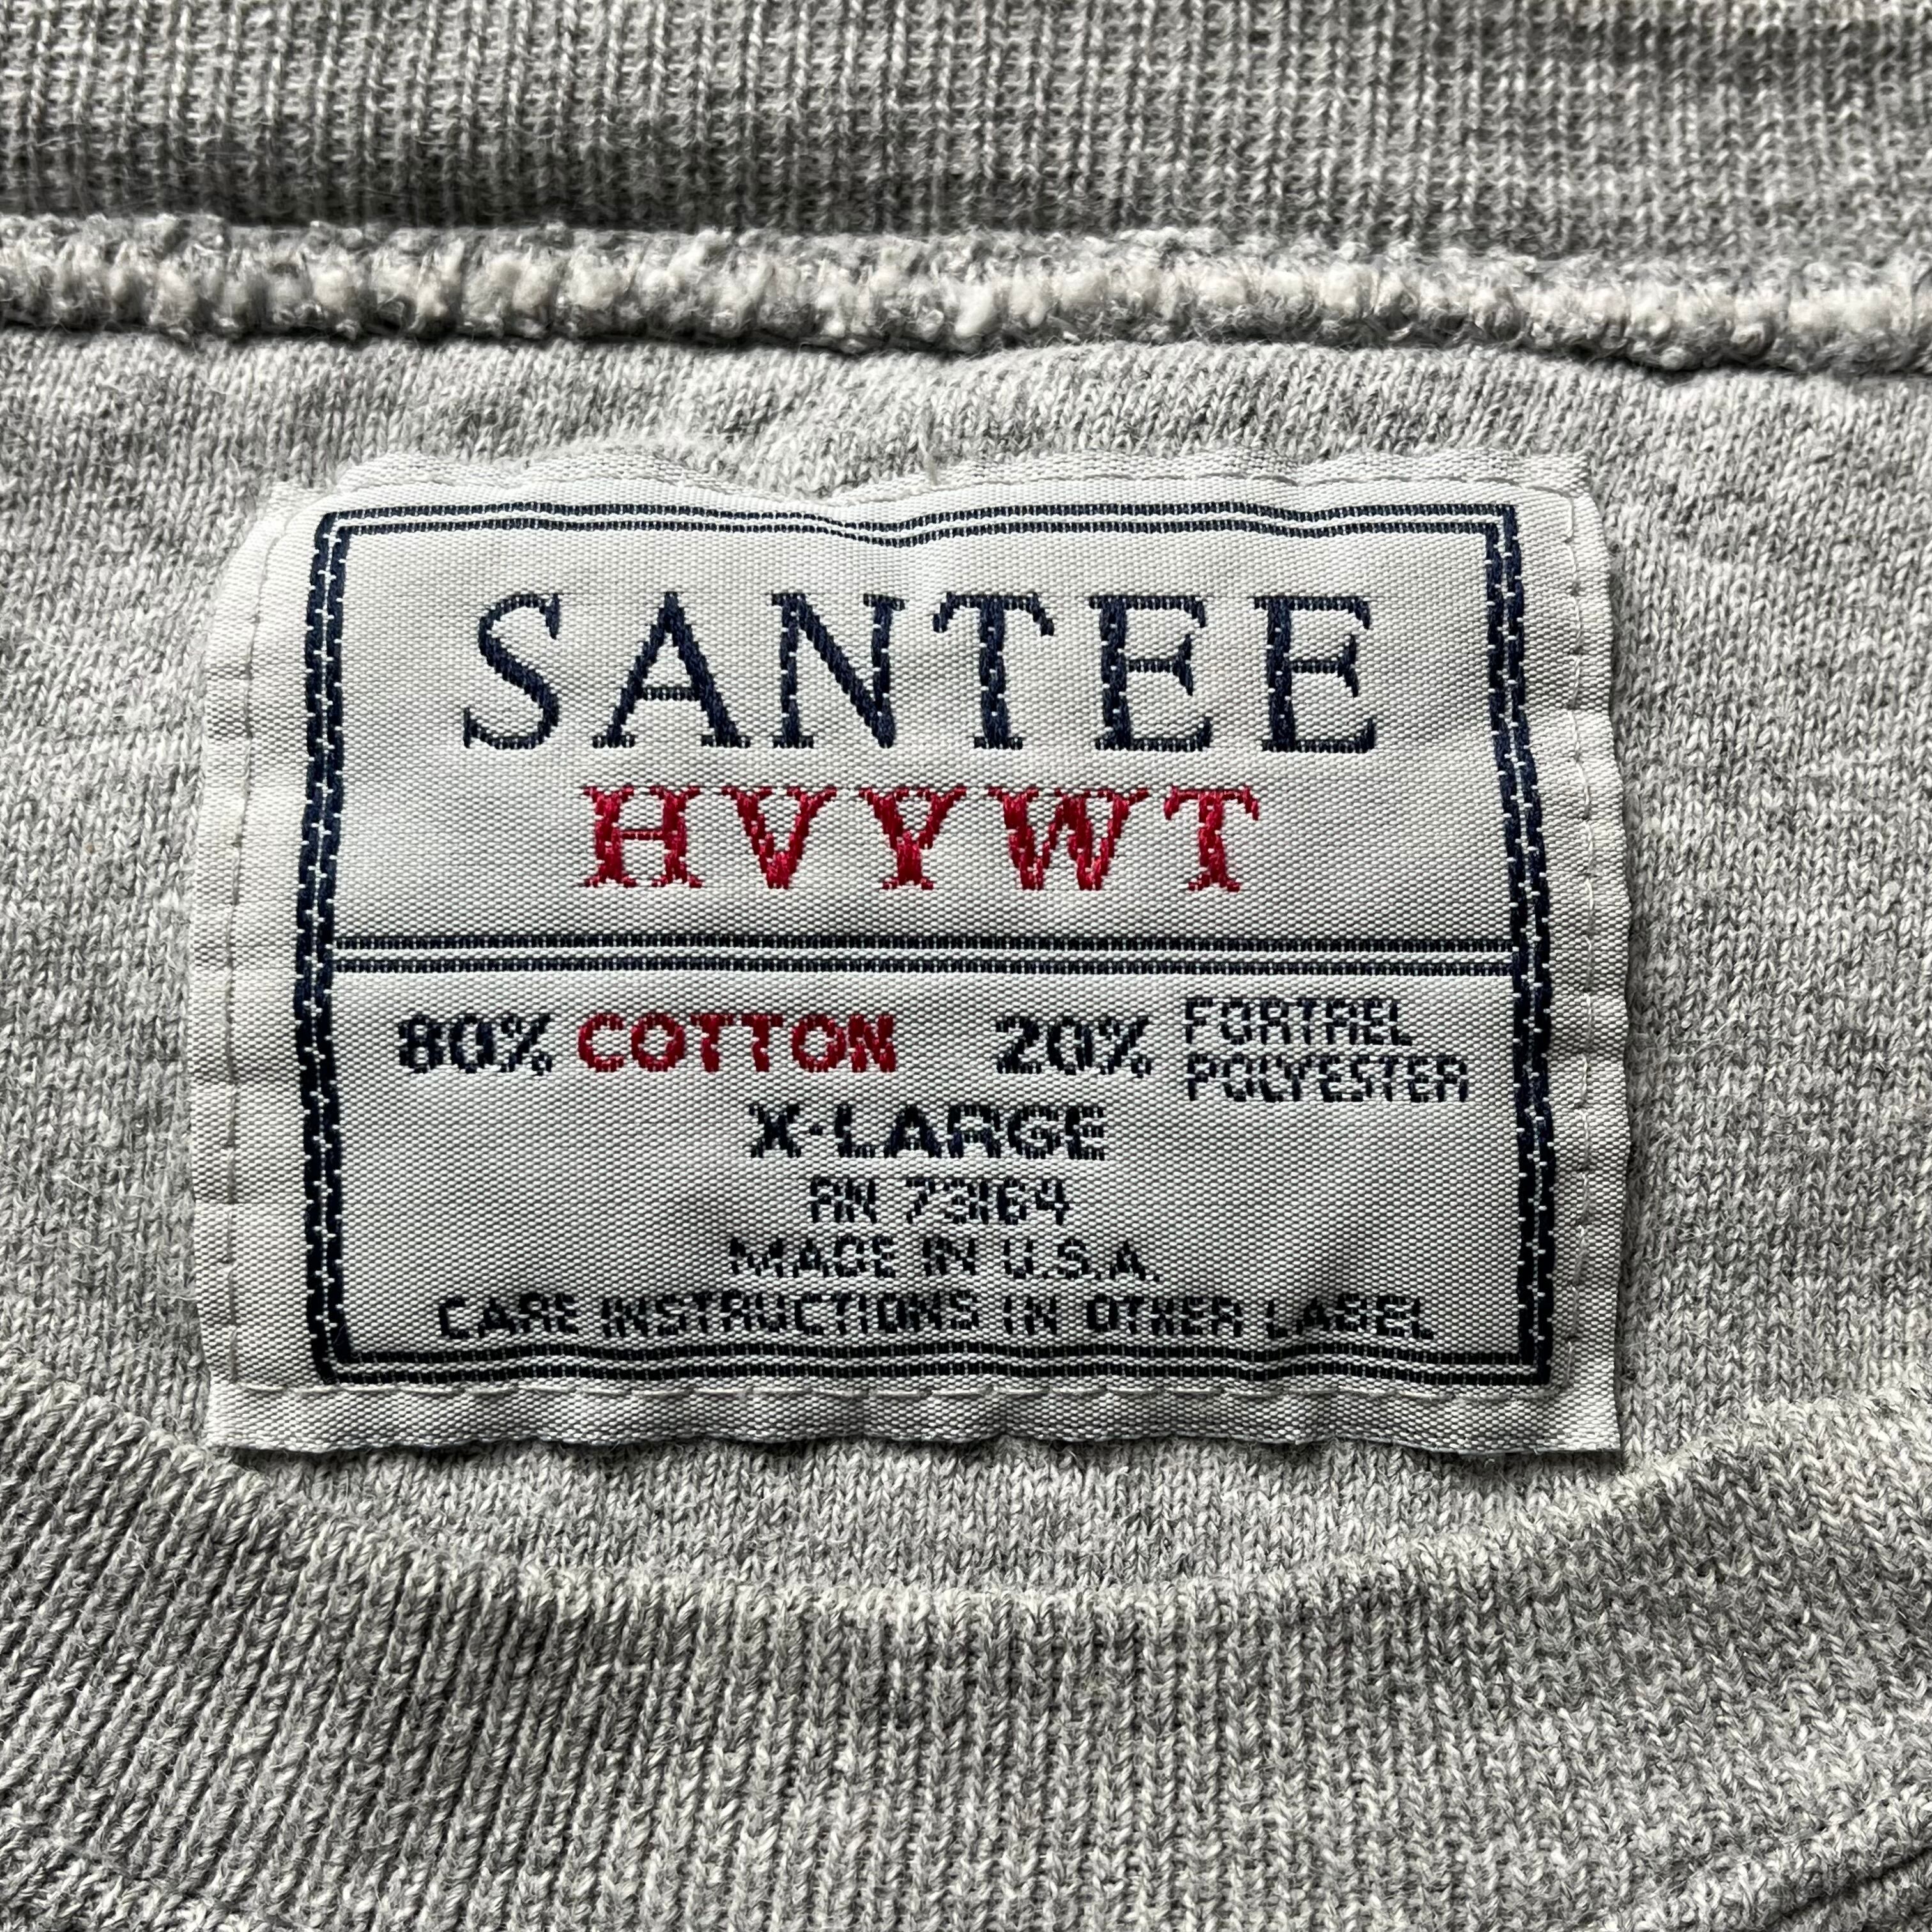 SANTEE
HVYWT
80% COTTON 20% FORTREL
POLYESTER
X-LARGE
RN 73164
MADE IN U.S.A.
CARE INSTRUCTIONS IN OTHER LABEL